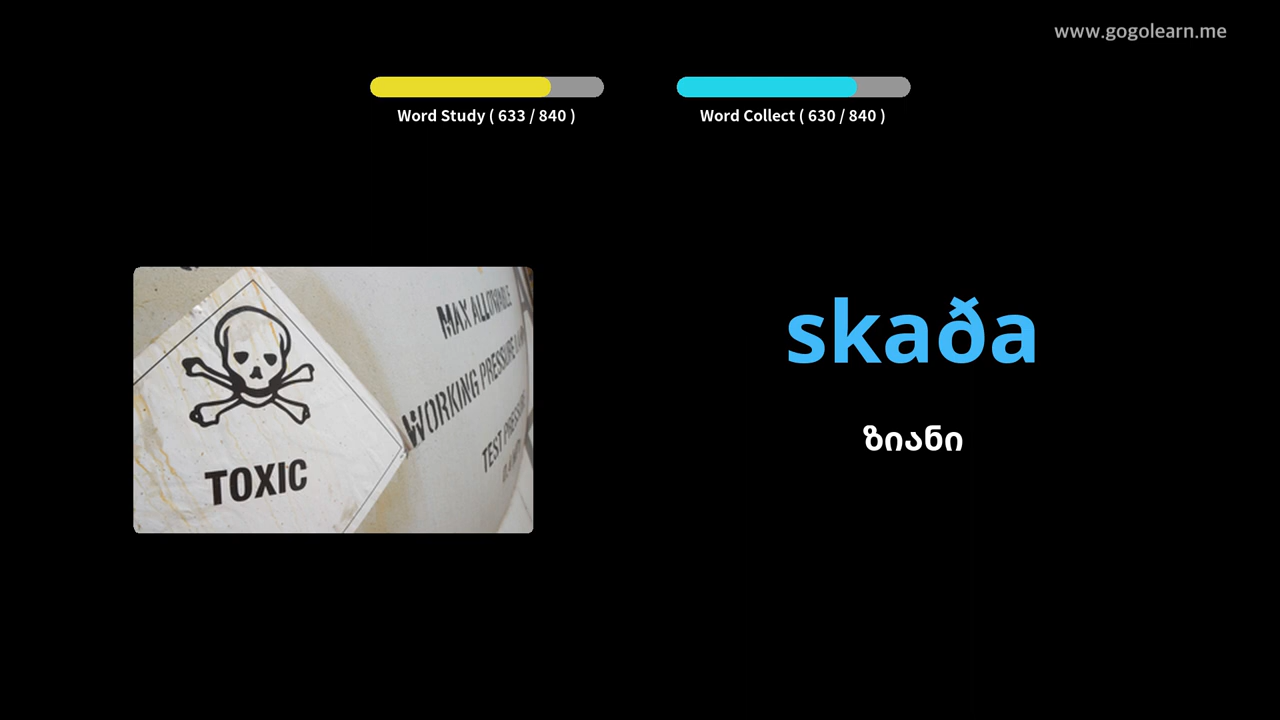 www.gogolearn.me
Word Study ( 633 / 840 )
Word Collect ( 630 / 840 )
MAX ALLOWABLE
WORKING PRESSURE
TEST PRESSURE
TOXIC
skaða
ზიანი